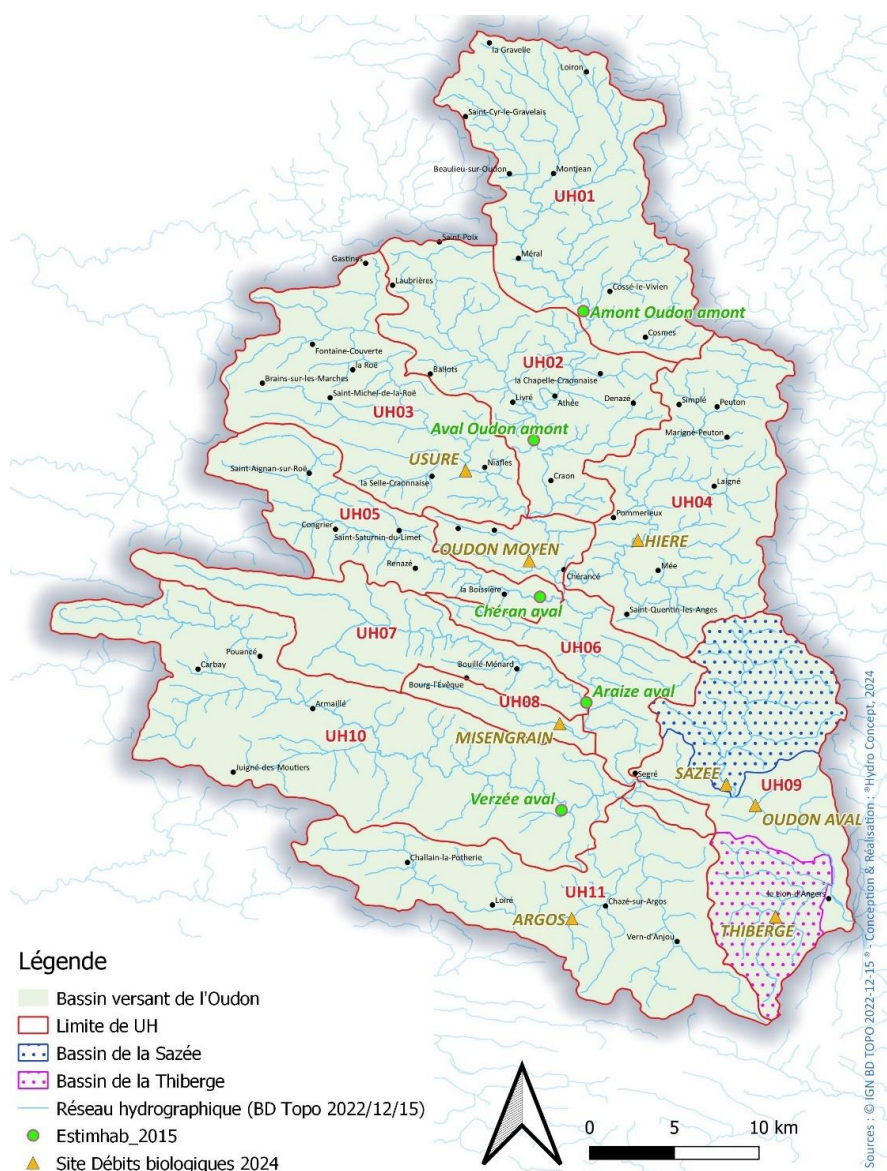 la Gravelle
Loiron
Saint-Cyr-le-Gravelais
Beaulieu-sur-Oudon
Montjean
UH01
Saint-Poix
Méral
Gastines
Laubrières
Cossé-le-Vivien
Amont Oudon amont
Cosmes
Fontaine-Couverte
UH02
la Roë
Ballots
la Chapelle-Craonnaise
Brains-sur-les-Marches
Saint-Michel-de-la-Roë
Livré
Athée
Denazé
Simplé
Peuton
UH03
Aval Oudon amont
Marigné-Peuton
USURE
Niafles
Saint-Aignan-sur-Roë
la Selle-Craonnaise
Craon
Laigné
UH04
UH05
Pommerieux
Congrier
Saint-Saturnin-du-Limet
OUDON MOYEN
HIERE
Renazé
Chérancé
Mée
la Boissière
Chéran aval
Saint-Quentin-les-Anges
UH07
UH06
Pouancé
Carbay
Bouillé-Ménard
Bourg-l'Évêque
Araize aval
UH08
Armaillé
UH10
MISENGRAIN
Juigné-des-Moutiers
Segré
SAZEE
UH09
Verzée aval
OUDON AVAL
Challain-la-Potherie
UH11
le Lion-d'Angers
Loiré
Chazé-sur-Argos
ARGOS
THIBERGE
Vern-d'Anjou
Légende
Bassin versant de l'Oudon
Limite de UH
Bassin de la Sazée
Bassin de la Thiberge
Réseau hydrographique (BD Topo 2022/12/15)
Estimhab_2015
Site Débits biologiques 2024
0 5 10 km
Sources : © IGN BD TOPO 2022-12-15 ® - Conception & Réalisation : ®Hydro Concept, 2024